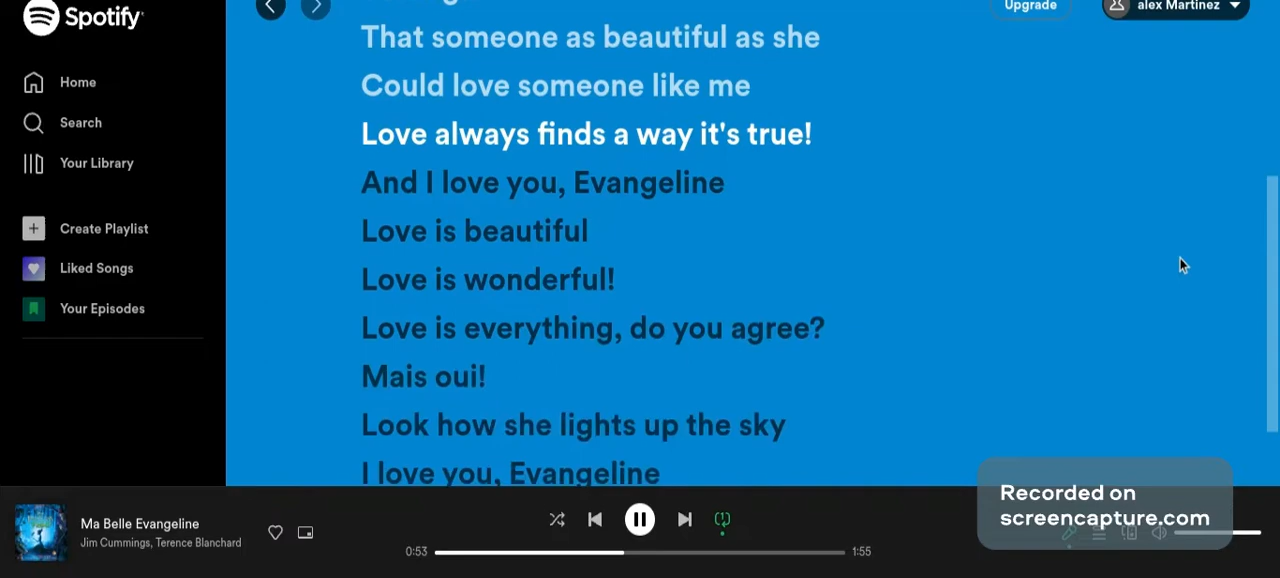 Spotify
Upgrade
alex Martinez
Home
Search
Your Library
Create Playlist
Liked Songs
Your Episodes
That someone as beautiful as she
Could love someone like me
Love always finds a way it's true!
And I love you, Evangeline
Love is beautiful
Love is wonderful!
Love is everything, do you agree?
Mais oui!
Look how she lights up the sky
I love you, Evangeline
Ma Belle Evangeline
Jim Cummings, Terence Blanchard
0:53
1:55
Recorded on
screencapture.com